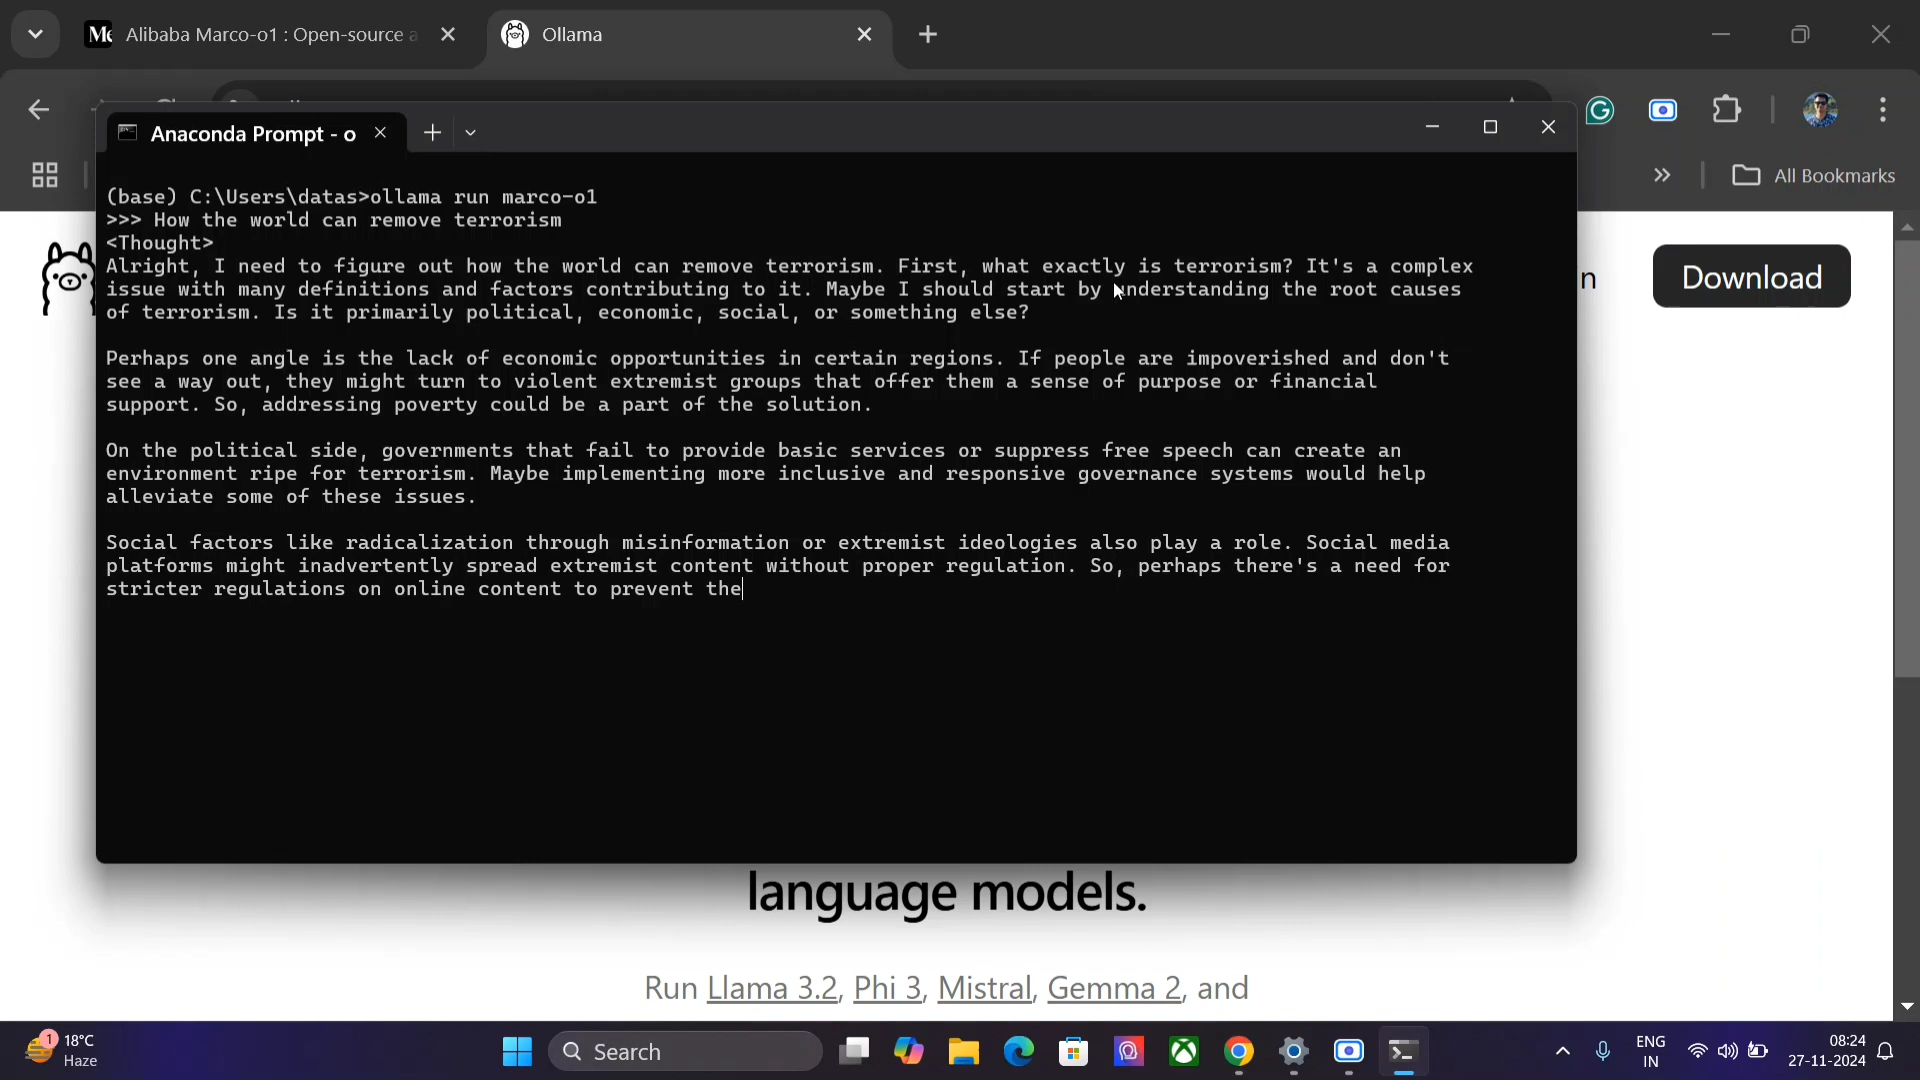 Alibaba Marco-o1 : Open-source a
Ollama
Anaconda Prompt - o
All Bookmarks
(base) C:\Users\datas>ollama run marco-o1
>>> How the world can remove terrorism
<Thought>
Alright, I need to figure out how the world can remove terrorism. First, what exactly is terrorism? It's a complex
issue with many definitions and factors contributing to it. Maybe I should start by understanding the root causes
of terrorism. Is it primarily political, economic, social, or something else?
Perhaps one angle is the lack of economic opportunities in certain regions. If people are impoverished and don't
see a way out, they might turn to violent extremist groups that offer them a sense of purpose or financial
support. So, addressing poverty could be a part of the solution.
On the political side, governments that fail to provide basic services or suppress free speech can create an
environment ripe for terrorism. Maybe implementing more inclusive and responsive governance systems would help
alleviate some of these issues.
Social factors like radicalization through misinformation or extremist ideologies also play a role. Social media
platforms might inadvertently spread extremist content without proper regulation. So, perhaps there's a need for
stricter regulations on online content to prevent the
n
Download
language models.
Run Llama 3.2, Phi 3, Mistral, Gemma 2, and
1
18°C
Haze
Search
ENG
IN
08:24
27-11-2024